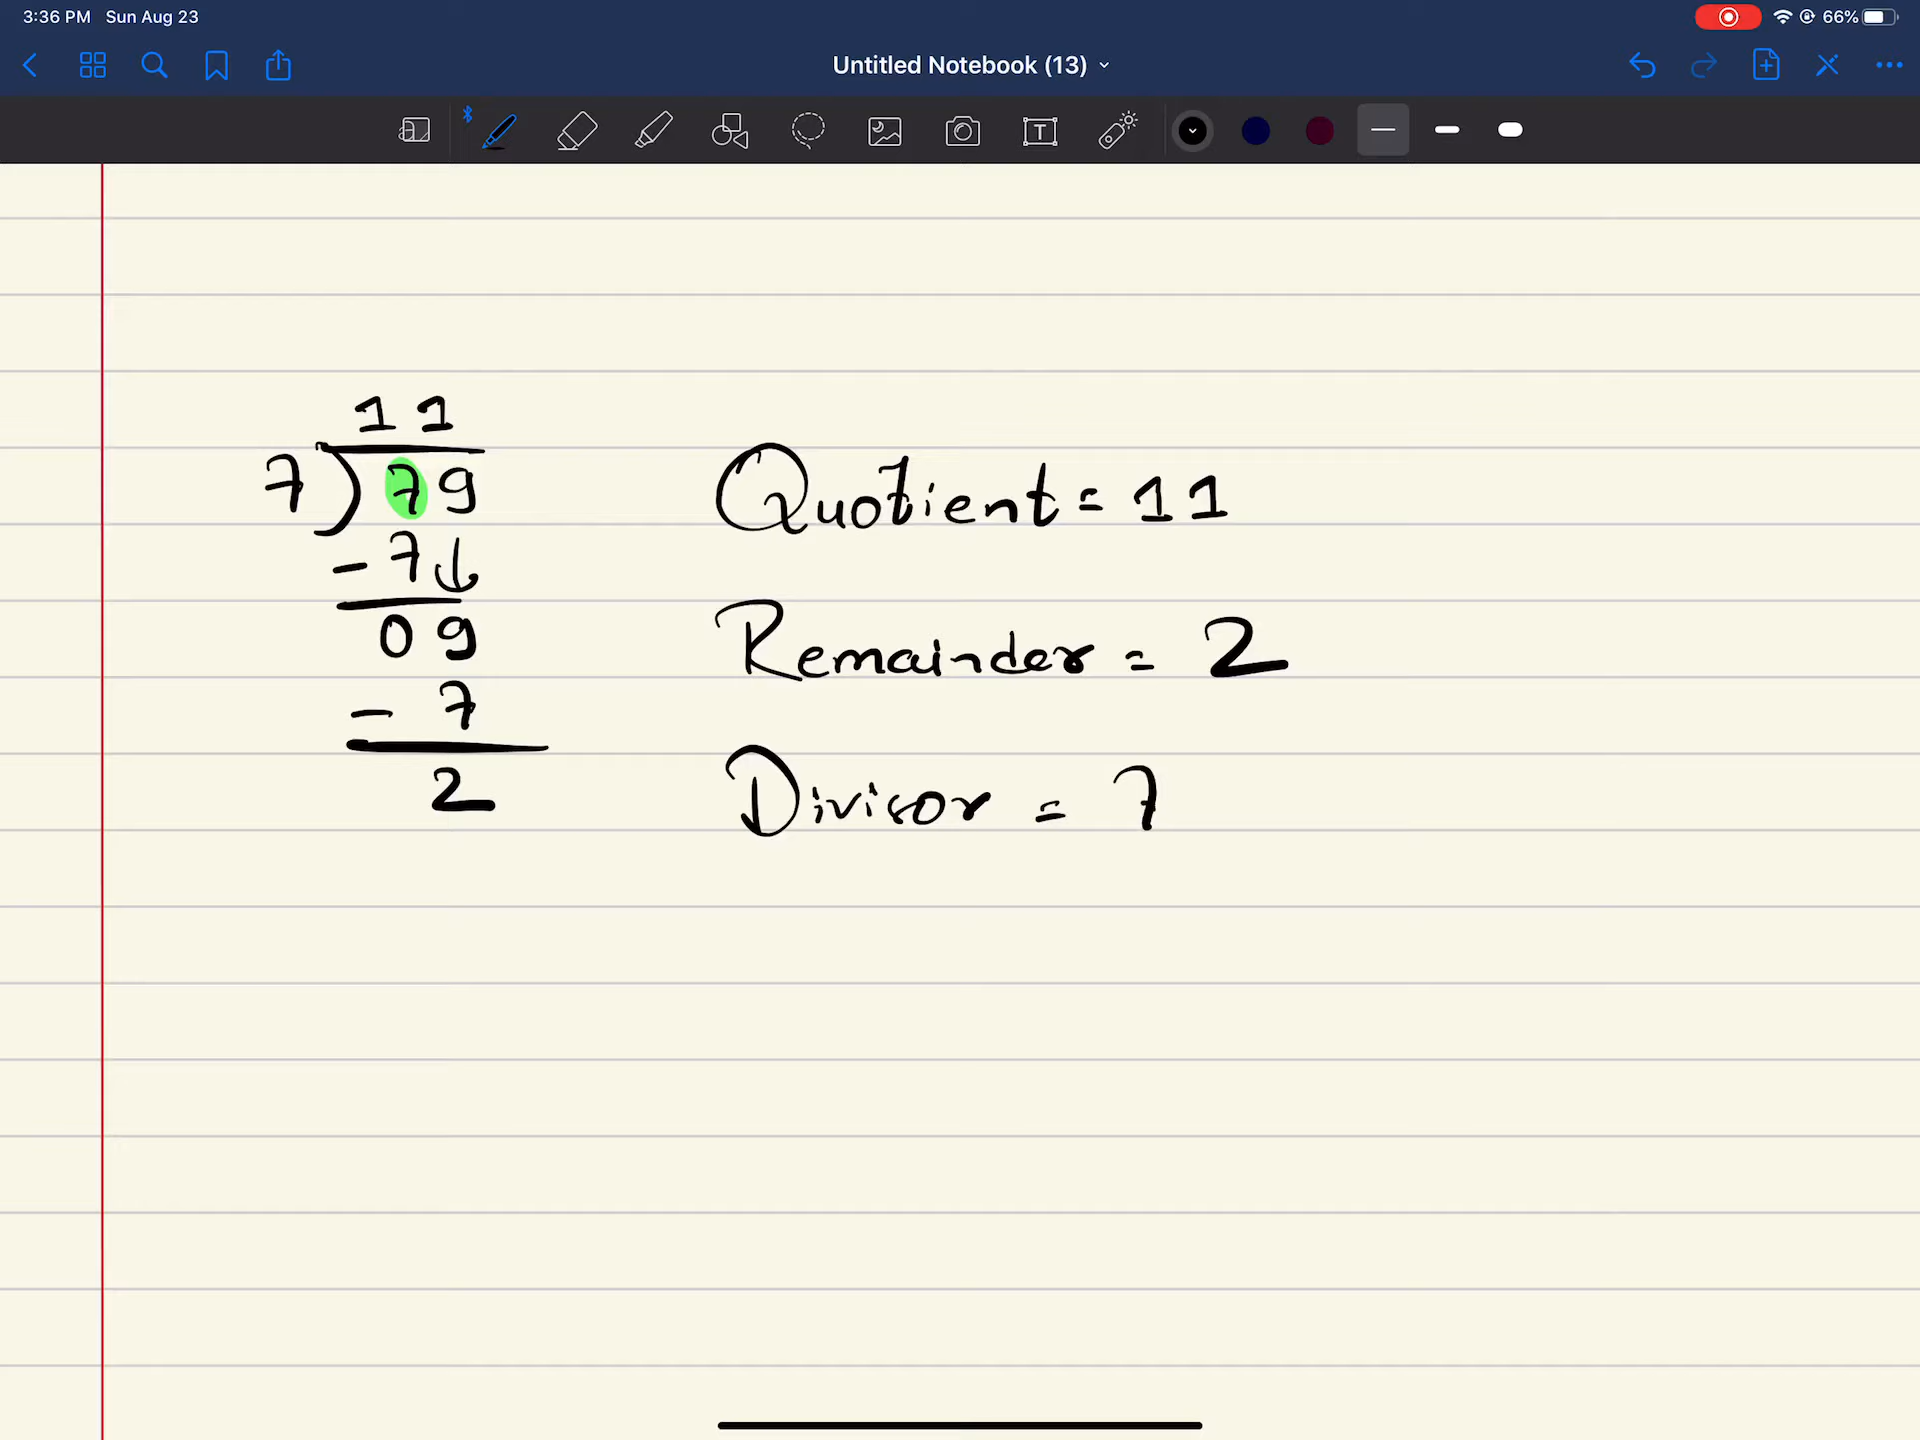 3:36 PM Sun Aug 23
66%
Untitled Notebook (13)
11
7)79
-7↓
09
-7
2
Quotient = 11
Remainder = 2
Divisor = 7